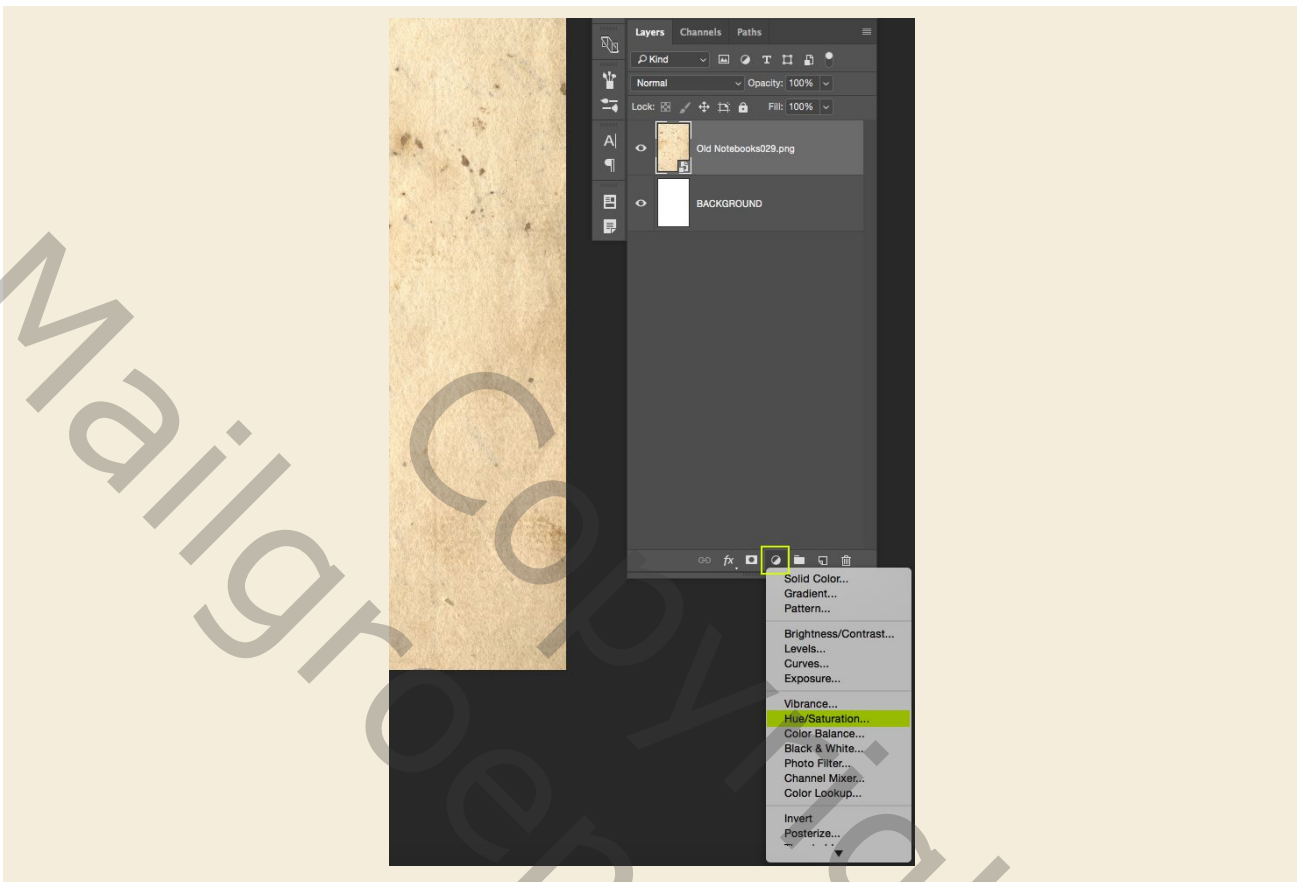 Layers Channels Paths
Kind
T
Normal Opacity: 100%
Lock: Fill: 100%
A
Old Notebooks029.png
BACKGROUND
fx
Solid Color...
Gradient...
Pattern...
Brightness/Contrast...
Levels...
Curves...
Exposure...
Vibrance...
Hue/Saturation...
Color Balance...
Black & White...
Photo Filter...
Channel Mixer...
Color Lookup...
Invert
Posterize...